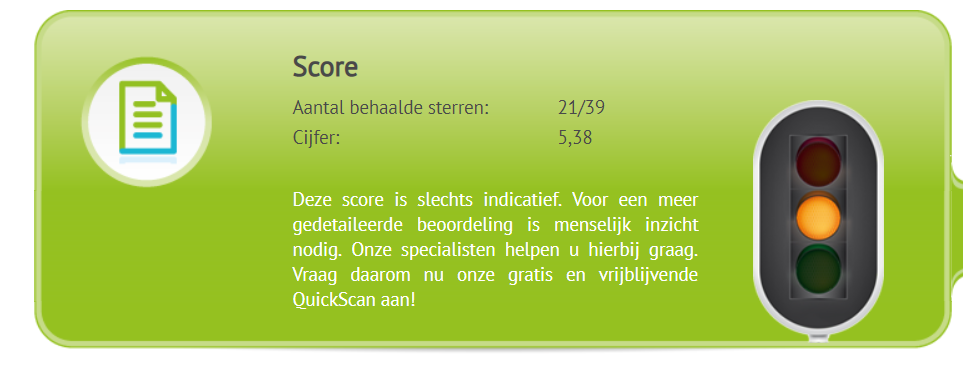 Score
Aantal behaalde sterren: 21/39
Cijfer: 5,38
Deze score is slechts indicatief. Voor een meer
gedetaileerde beoordeling is menselijk inzicht
nodig. Onze specialisten helpen u hierbij graag.
Vraag daarom nu onze gratis en vrijblijvende
QuickScan aan!